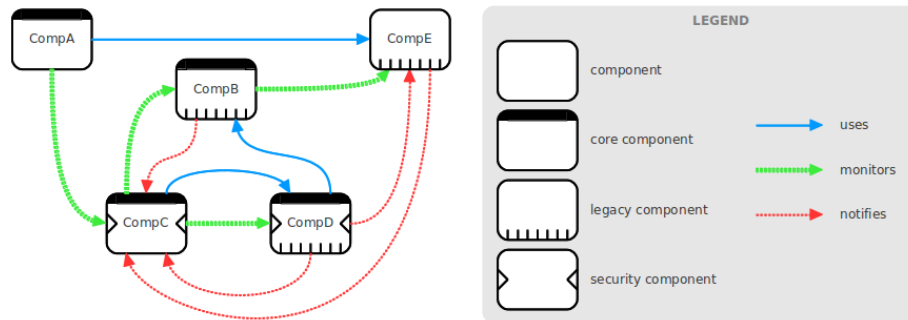 CompA
CompE
CompB
CompC
CompD
LEGEND
component
core component
legacy component
security component
uses
monitors
notifies